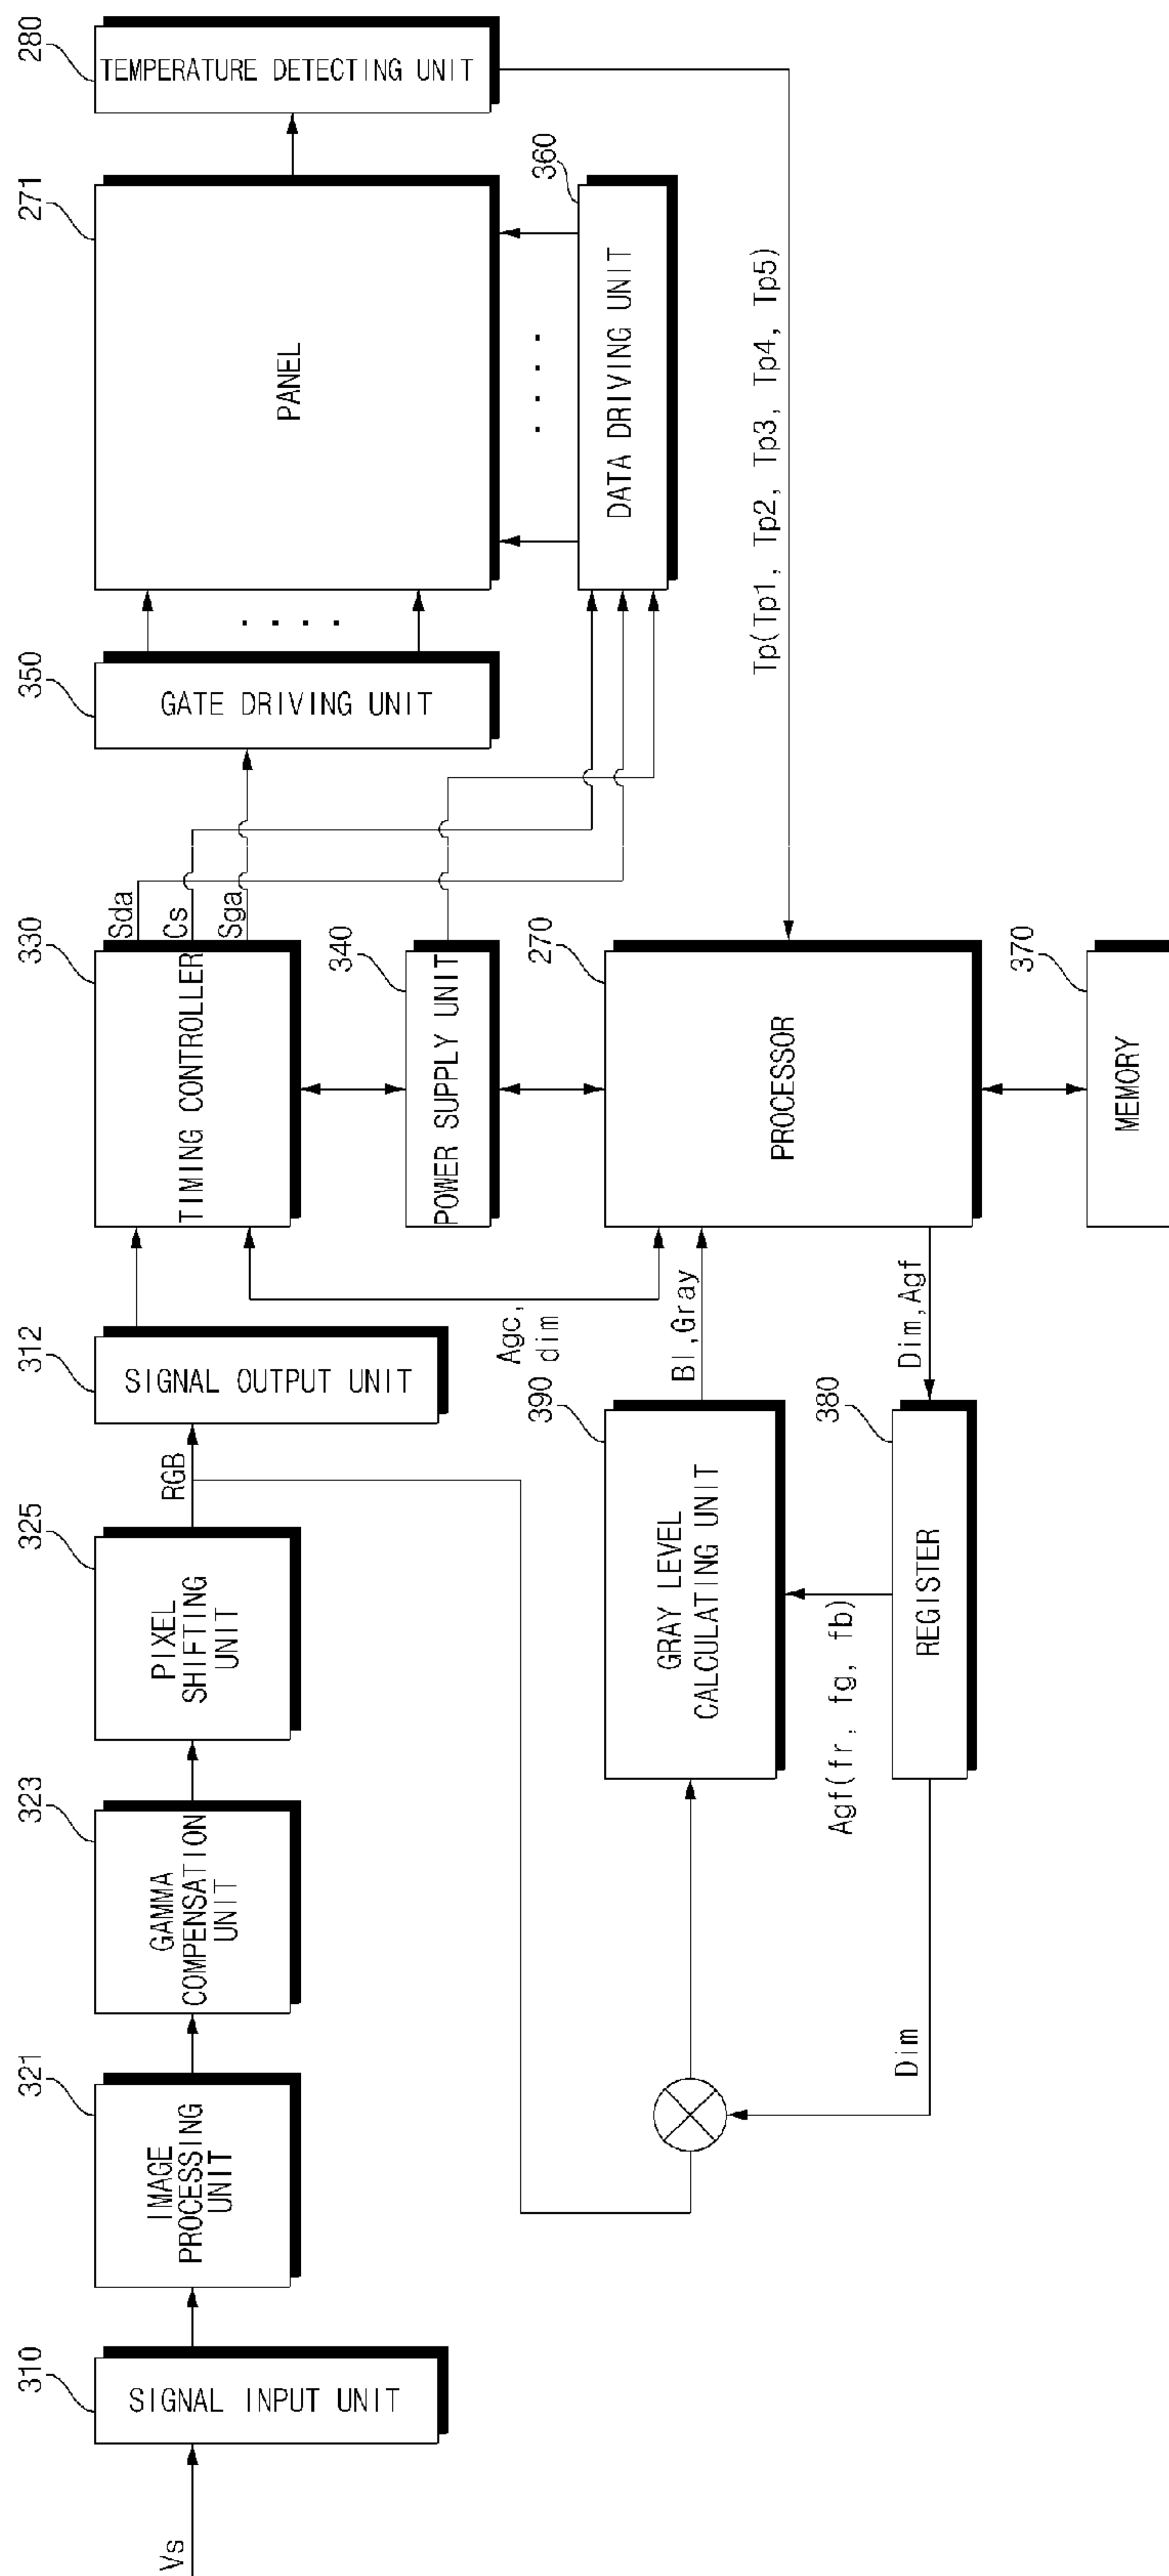 Vs
310
SIGNAL INPUT UNIT
321
IMAGE
PROCESSING
UNIT
323
GAMMA
COMPENSATION
UNIT
325
PIXEL
SHIFTING
UNIT
RGB
312
SIGNAL OUTPUT UNIT
330
TIMING CONTROLLER
Sda
Cs
Sga
350
GATE DRIVING UNIT
271
PANEL
280
TEMPERATURE DETECTING UNIT
340
POWER SUPPLY UNIT
360
DATA DRIVING UNIT
Agc,
dim
Bl,Gray
390
GRAY LEVEL
CALCULATING UNIT
270
PROCESSOR
Tp(Tp1, Tp2, Tp3, Tp4, Tp5)
Agf(fr, fg, fb)
Dim,Agf
Dim
380
REGISTER
370
MEMORY